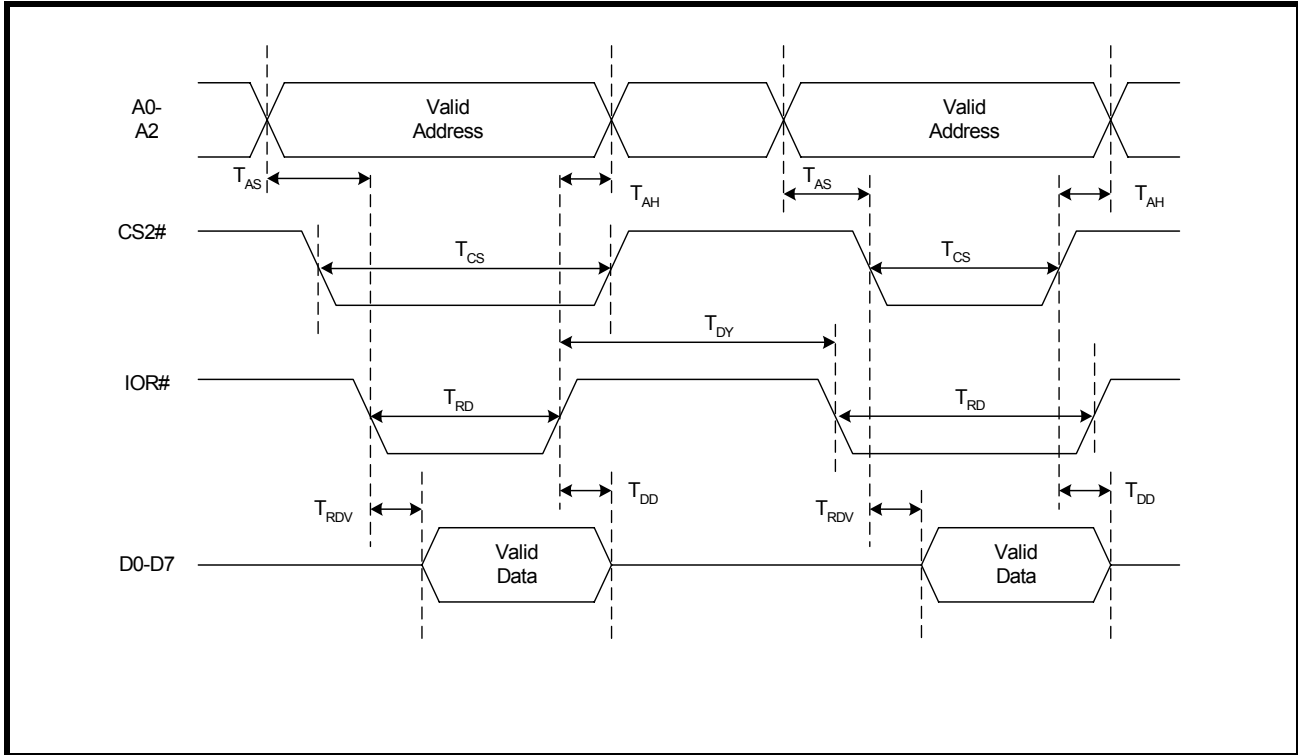 A0-
A2
Valid
Address
Valid
Address
TAS
TAH
TAS
TAH
CS2#
TCS
TCS
TDY
IOR#
TRD
TRD
TRDV
TDD
TRDV
TDD
D0-D7
Valid
Data
Valid
Data